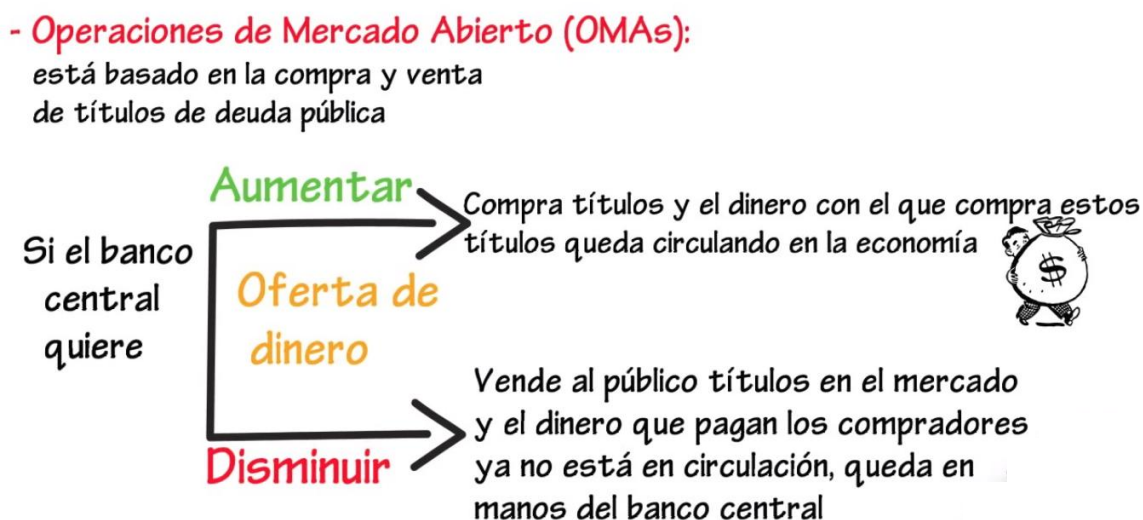 - Operaciones de Mercado Abierto (OMAs):
está basado en la compra y venta
de títulos de deuda pública
Si el banco
central
quiere
Aumentar
Oferta de
dinero
Disminuir
Compra títulos y el dinero con el que compra estos
títulos queda circulando en la economía
$
Vende al público títulos en el mercado
y el dinero que pagan los compradores
ya no está en circulación, queda en
manos del banco central